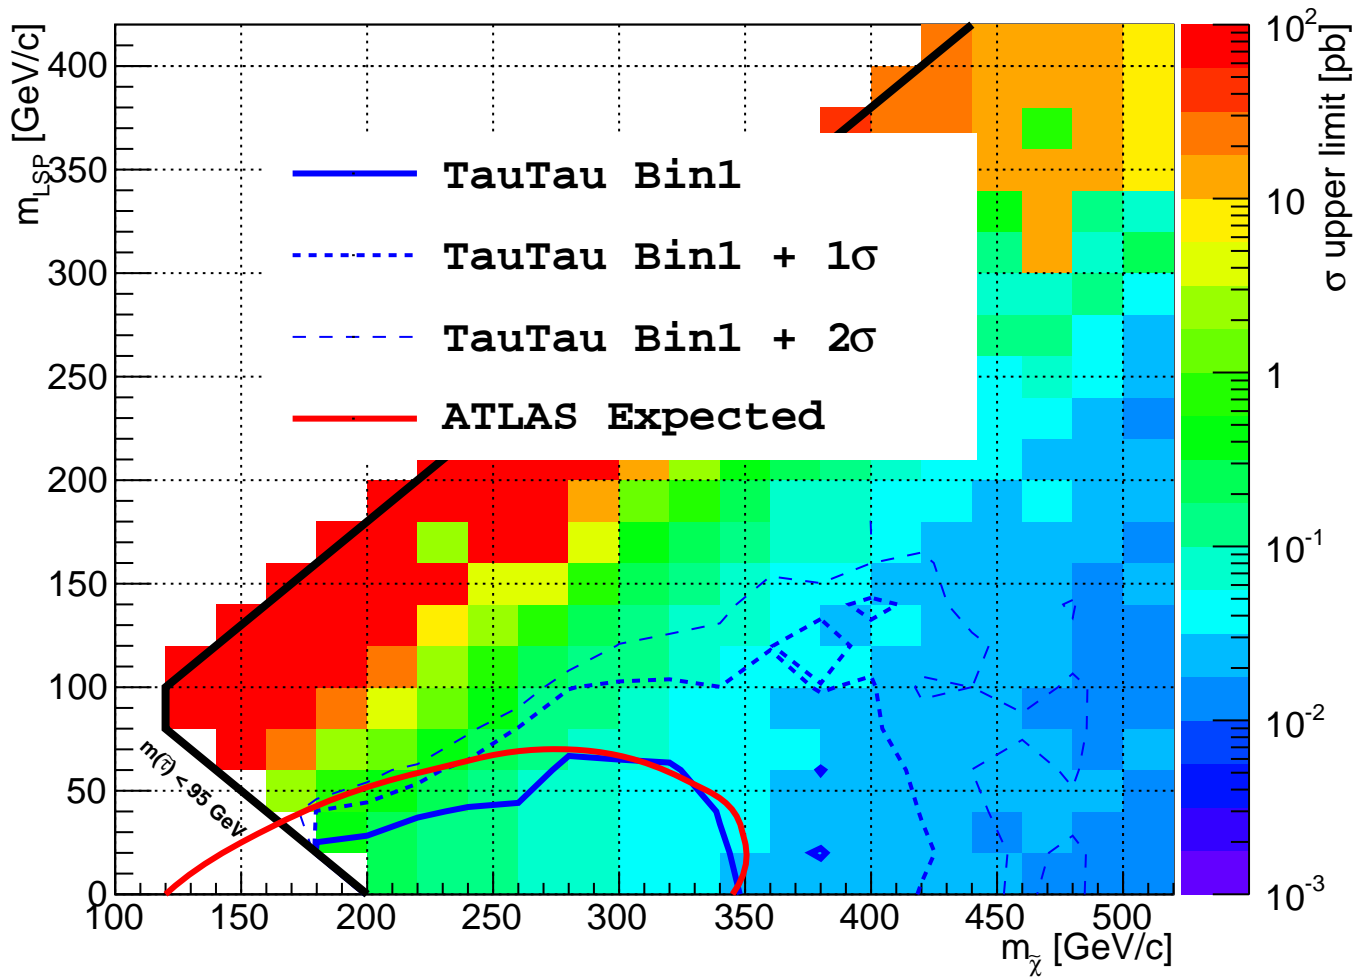 m_LSP [GeV/c]
400
350
300
250
200
150
100
50
0
TauTau Bin1
TauTau Bin1 + 1σ
TauTau Bin1 + 2σ
ATLAS Expected
m(τ̃) < 95 GeV
100 150 200 250 300 350 400 450 500
m_χ̃ [GeV/c]
10²
10
1
10⁻¹
10⁻²
10⁻³
σ upper limit [pb]